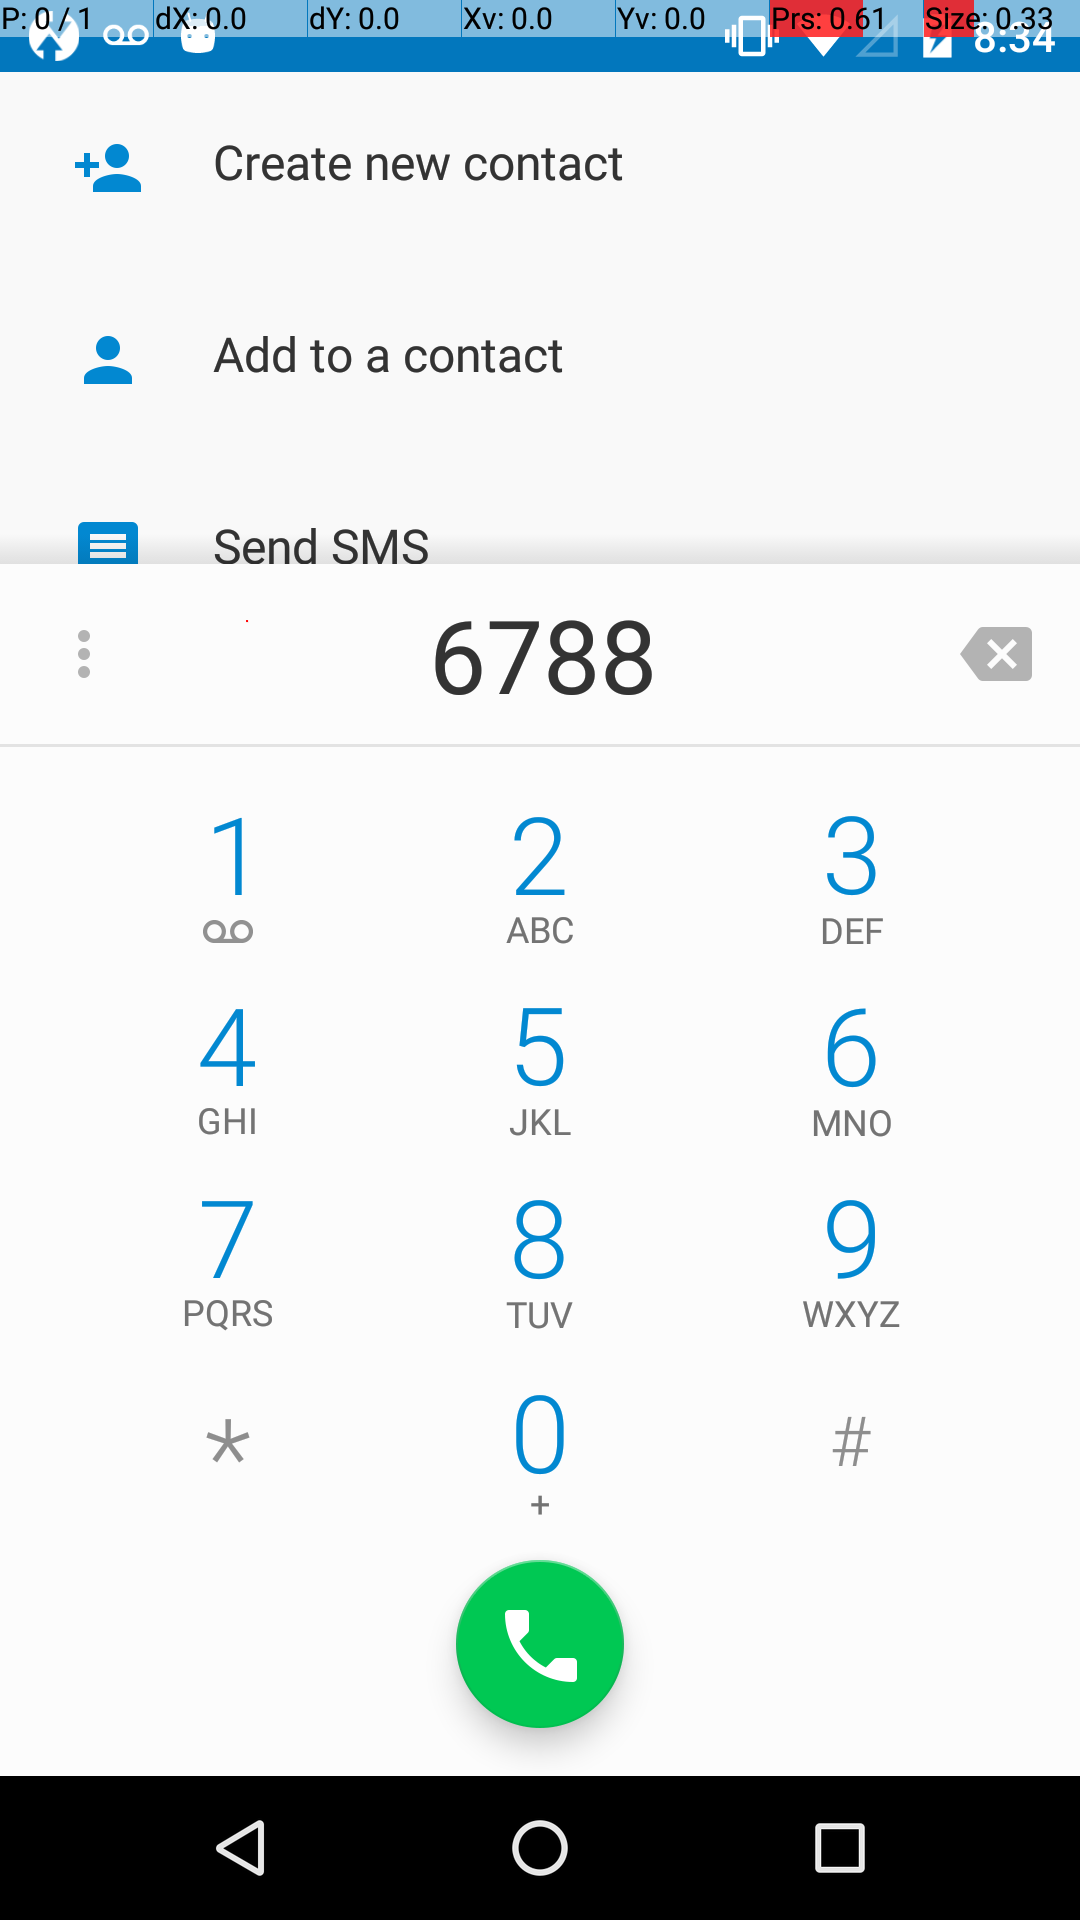 P: 0 / 1 dX: 0.0 dY: 0.0 Xv: 0.0 Yv: 0.0 Prs: 0.61 Size: 0.33
8:34
Create new contact
Add to a contact
Send SMS
6788
1 2 3
ABC DEF
4 5 6
GHI JKL MNO
7 8 9
PQRS TUV WXYZ
* 0 #
+